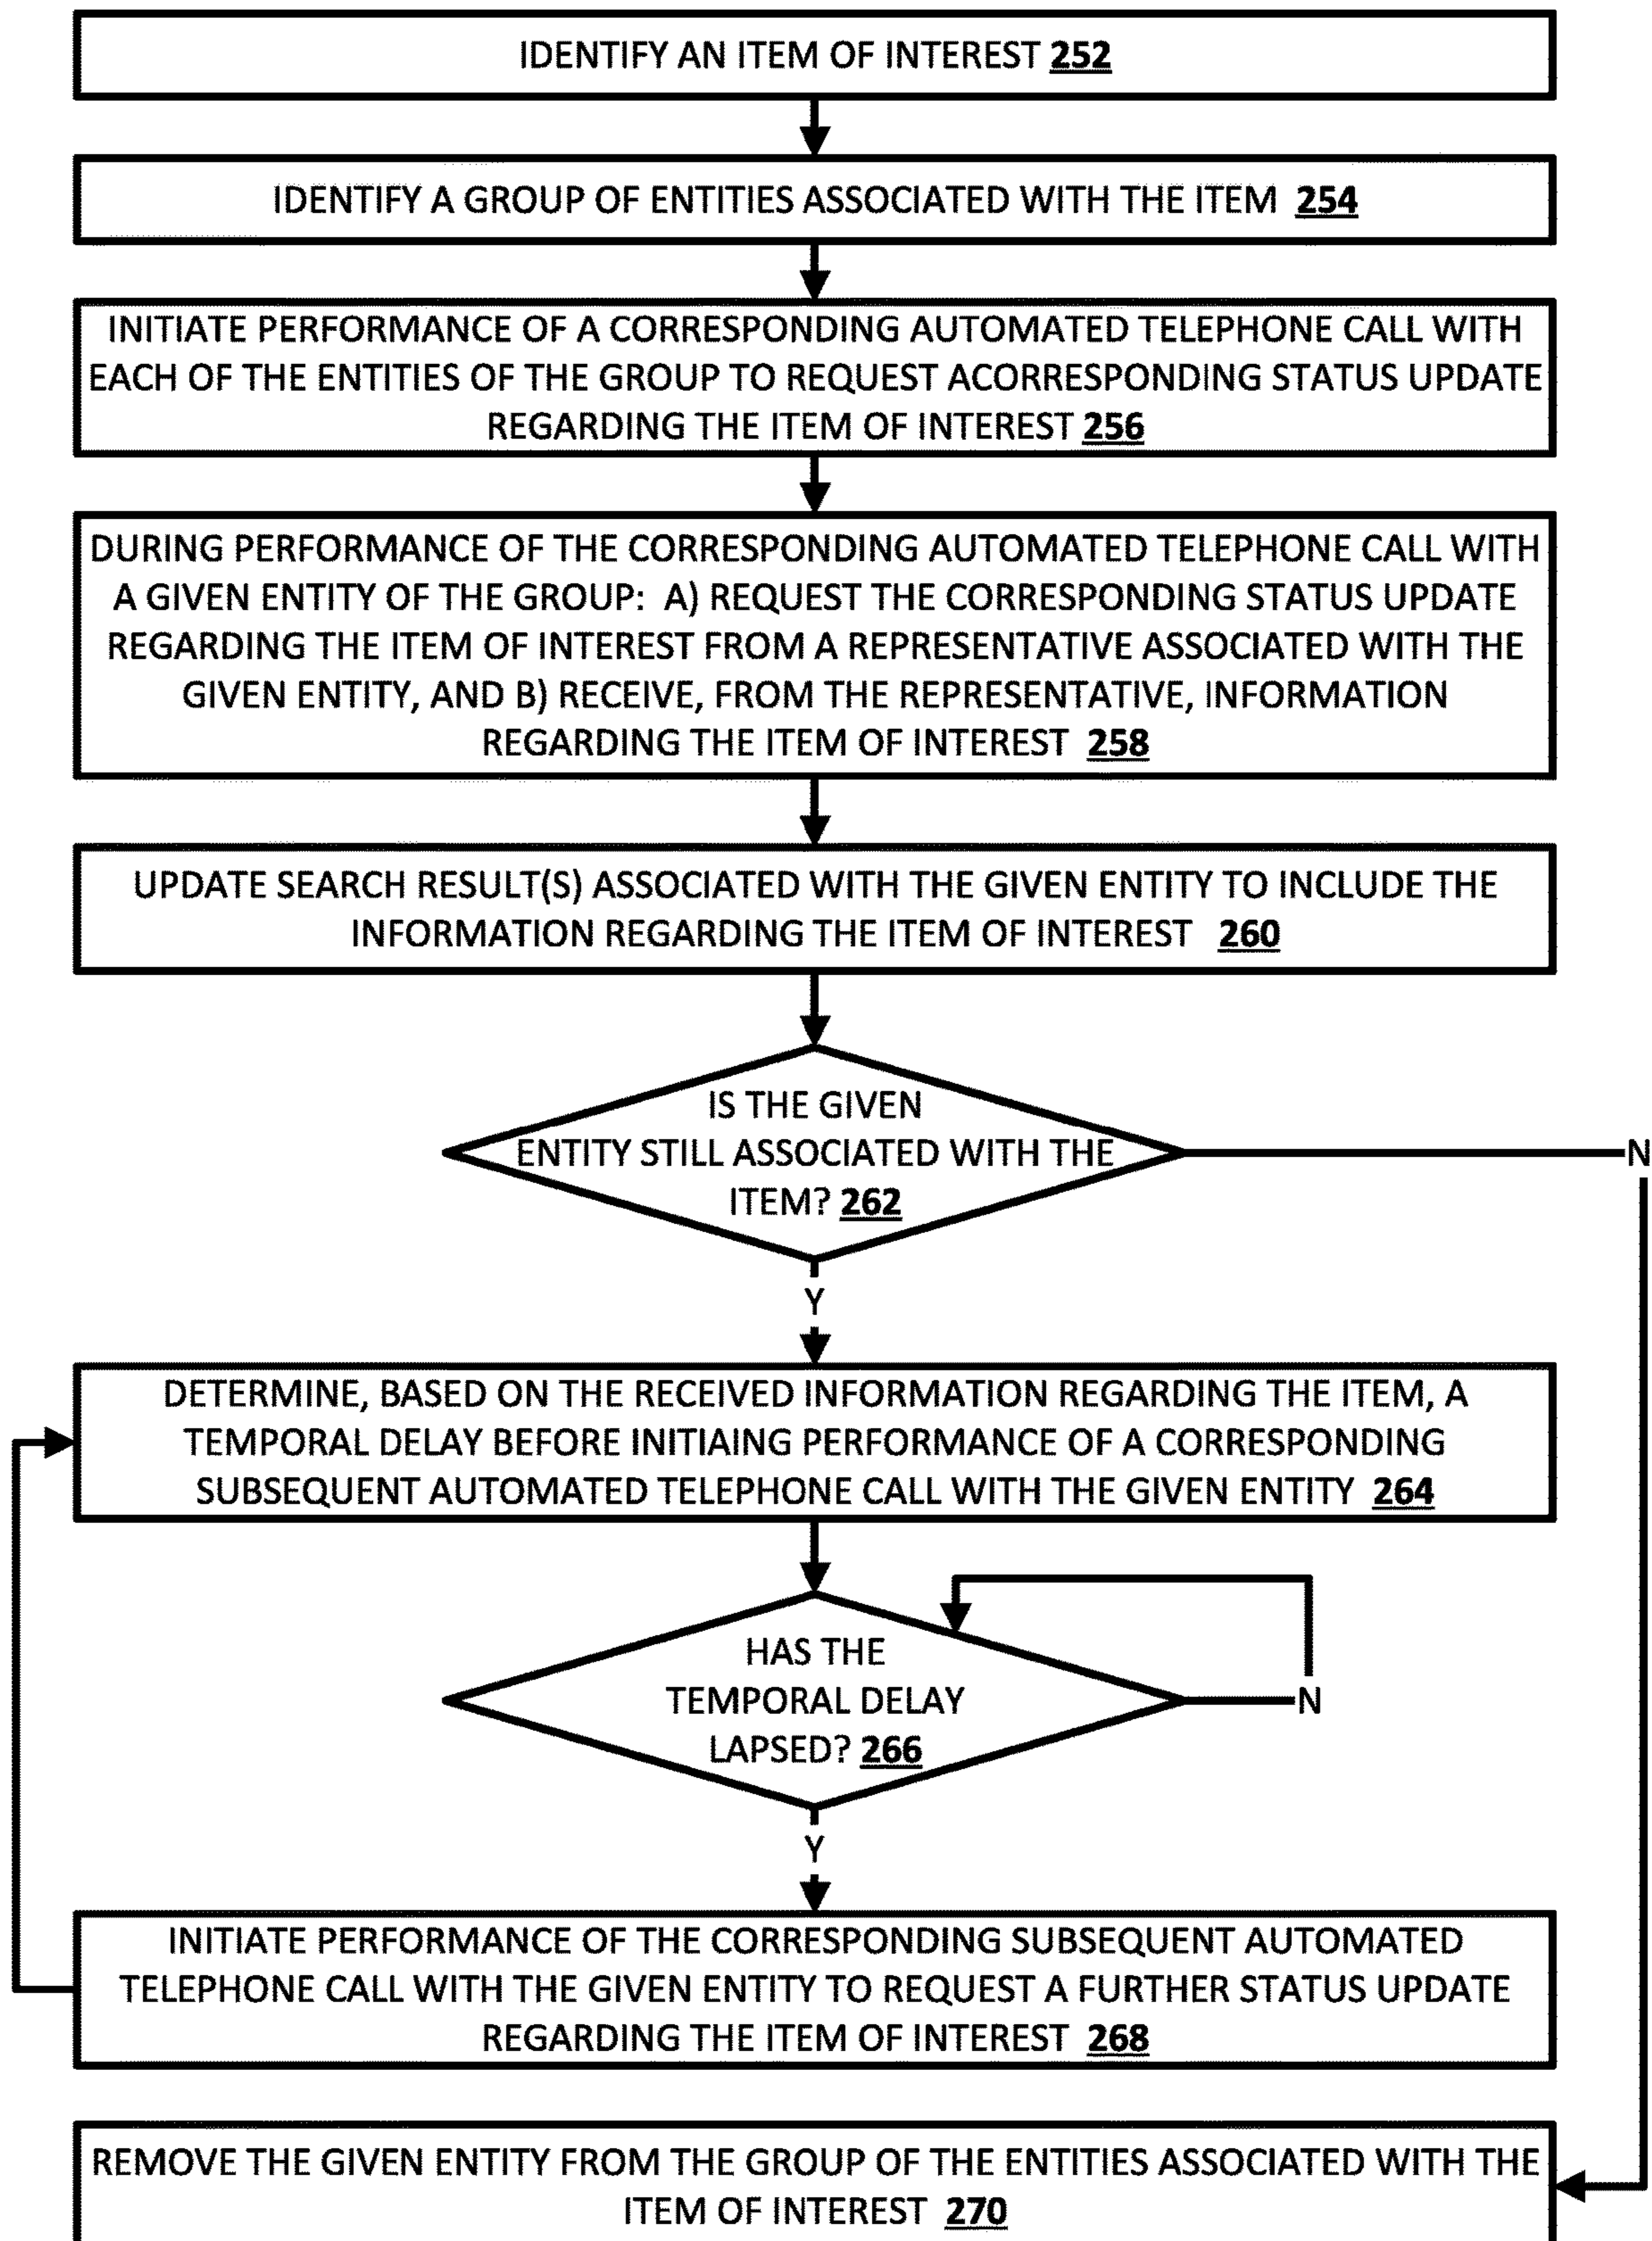 IDENTIFY AN ITEM OF INTEREST 252
IDENTIFY A GROUP OF ENTITIES ASSOCIATED WITH THE ITEM 254
INITIATE PERFORMANCE OF A CORRESPONDING AUTOMATED TELEPHONE CALL WITH
EACH OF THE ENTITIES OF THE GROUP TO REQUEST ACORRESPONDING STATUS UPDATE
REGARDING THE ITEM OF INTEREST 256
DURING PERFORMANCE OF THE CORRESPONDING AUTOMATED TELEPHONE CALL WITH
A GIVEN ENTITY OF THE GROUP: A) REQUEST THE CORRESPONDING STATUS UPDATE
REGARDING THE ITEM OF INTEREST FROM A REPRESENTATIVE ASSOCIATED WITH THE
GIVEN ENTITY, AND B) RECEIVE, FROM THE REPRESENTATIVE, INFORMATION
REGARDING THE ITEM OF INTEREST 258
UPDATE SEARCH RESULT(S) ASSOCIATED WITH THE GIVEN ENTITY TO INCLUDE THE
INFORMATION REGARDING THE ITEM OF INTEREST 260
IS THE GIVEN
ENTITY STILL ASSOCIATED WITH THE
ITEM? 262
N
Y
DETERMINE, BASED ON THE RECEIVED INFORMATION REGARDING THE ITEM, A
TEMPORAL DELAY BEFORE INITIAING PERFORMANCE OF A CORRESPONDING
SUBSEQUENT AUTOMATED TELEPHONE CALL WITH THE GIVEN ENTITY 264
HAS THE
TEMPORAL DELAY
LAPSED? 266
N
Y
INITIATE PERFORMANCE OF THE CORRESPONDING SUBSEQUENT AUTOMATED
TELEPHONE CALL WITH THE GIVEN ENTITY TO REQUEST A FURTHER STATUS UPDATE
REGARDING THE ITEM OF INTEREST 268
REMOVE THE GIVEN ENTITY FROM THE GROUP OF THE ENTITIES ASSOCIATED WITH THE
ITEM OF INTEREST 270